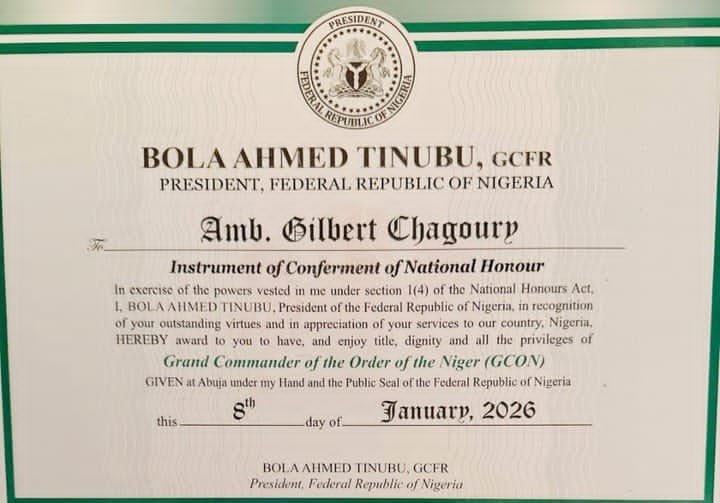 PRESIDENT
FEDERAL REPUBLIC OF NIGERIA
BOLA AHMED TINUBU, GCFR
PRESIDENT, FEDERAL REPUBLIC OF NIGERIA
To Amb. Gilbert Chagoury
Instrument of Conferment of National Honour
In exercise of the powers vested in me under section 1(4) of the National Honours Act,
I, BOLA AHMED TINUBU, President of the Federal Republic of Nigeria, in recognition
of your outstanding virtues and in appreciation of your services to our country, Nigeria,
HEREBY award to you to have, and enjoy title, dignity and all the privileges of
Grand Commander of the Order of the Niger (GCON)
GIVEN at Abuja under my Hand and the Public Seal of the Federal Republic of Nigeria
this 8th day of January, 2026
BOLA AHMED TINUBU, GCFR
President, Federal Republic of Nigeria